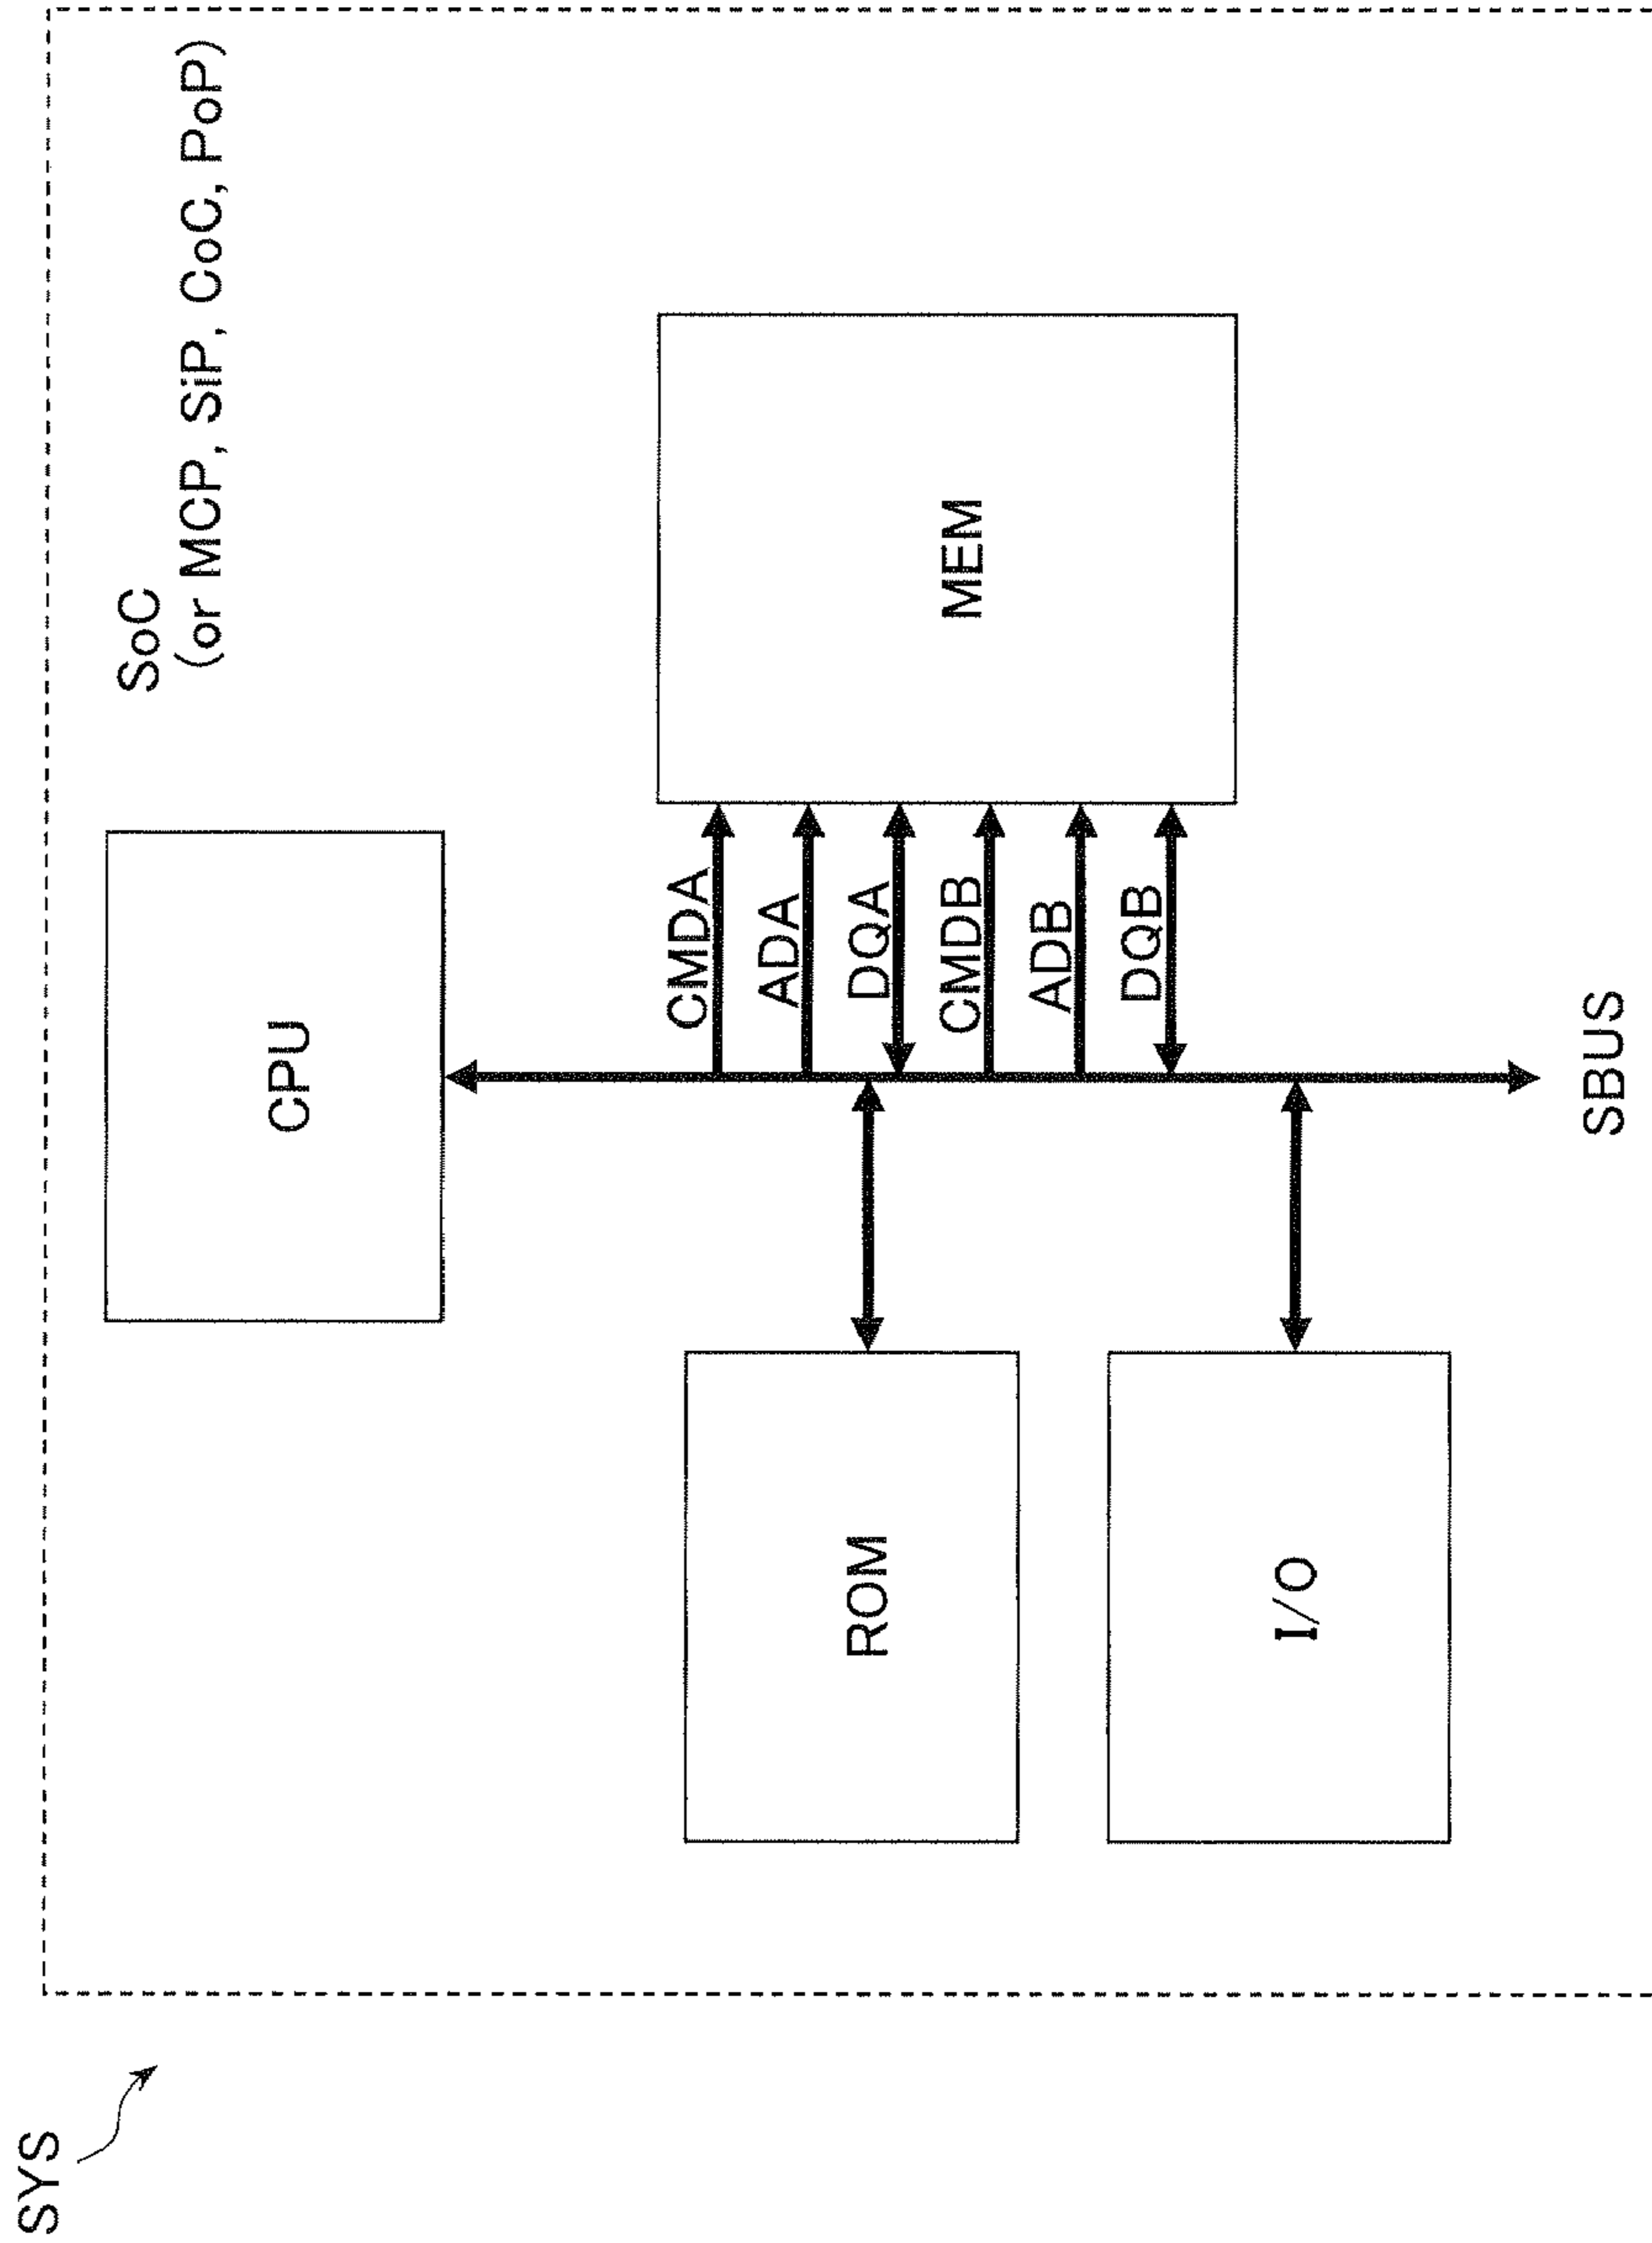 SYS
SoC
(or MCP, SiP, CoC, PoP)
CPU
ROM
I/O
CMDA
ADA
DQA
CMDB
ADB
DQB
MEM
SBUS